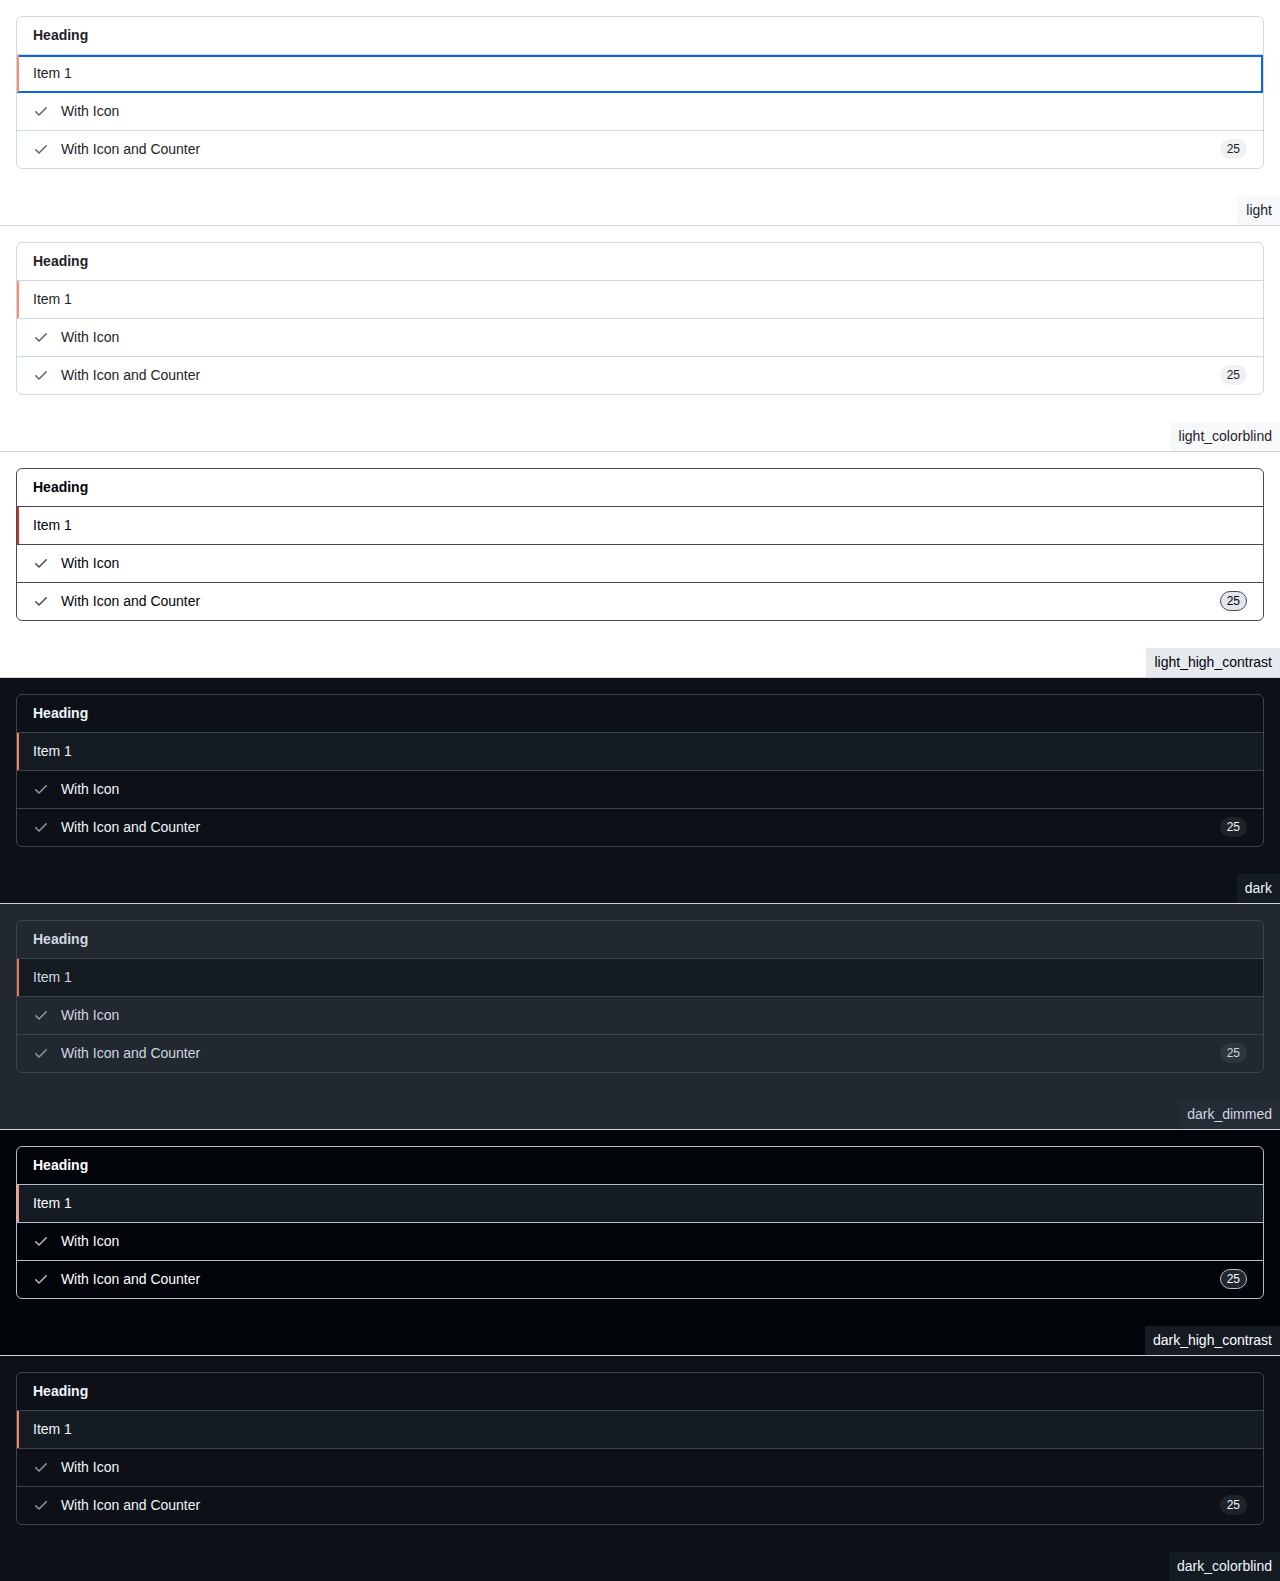 Heading
Item 1
With Icon
With Icon and Counter 25
light
Heading
Item 1
With Icon
With Icon and Counter 25
light_colorblind
Heading
Item 1
With Icon
With Icon and Counter 25
light_high_contrast
Heading
Item 1
With Icon
With Icon and Counter 25
dark
Heading
Item 1
With Icon
With Icon and Counter 25
dark_dimmed
Heading
Item 1
With Icon
With Icon and Counter 25
dark_high_contrast
Heading
Item 1
With Icon
With Icon and Counter 25
dark_colorblind